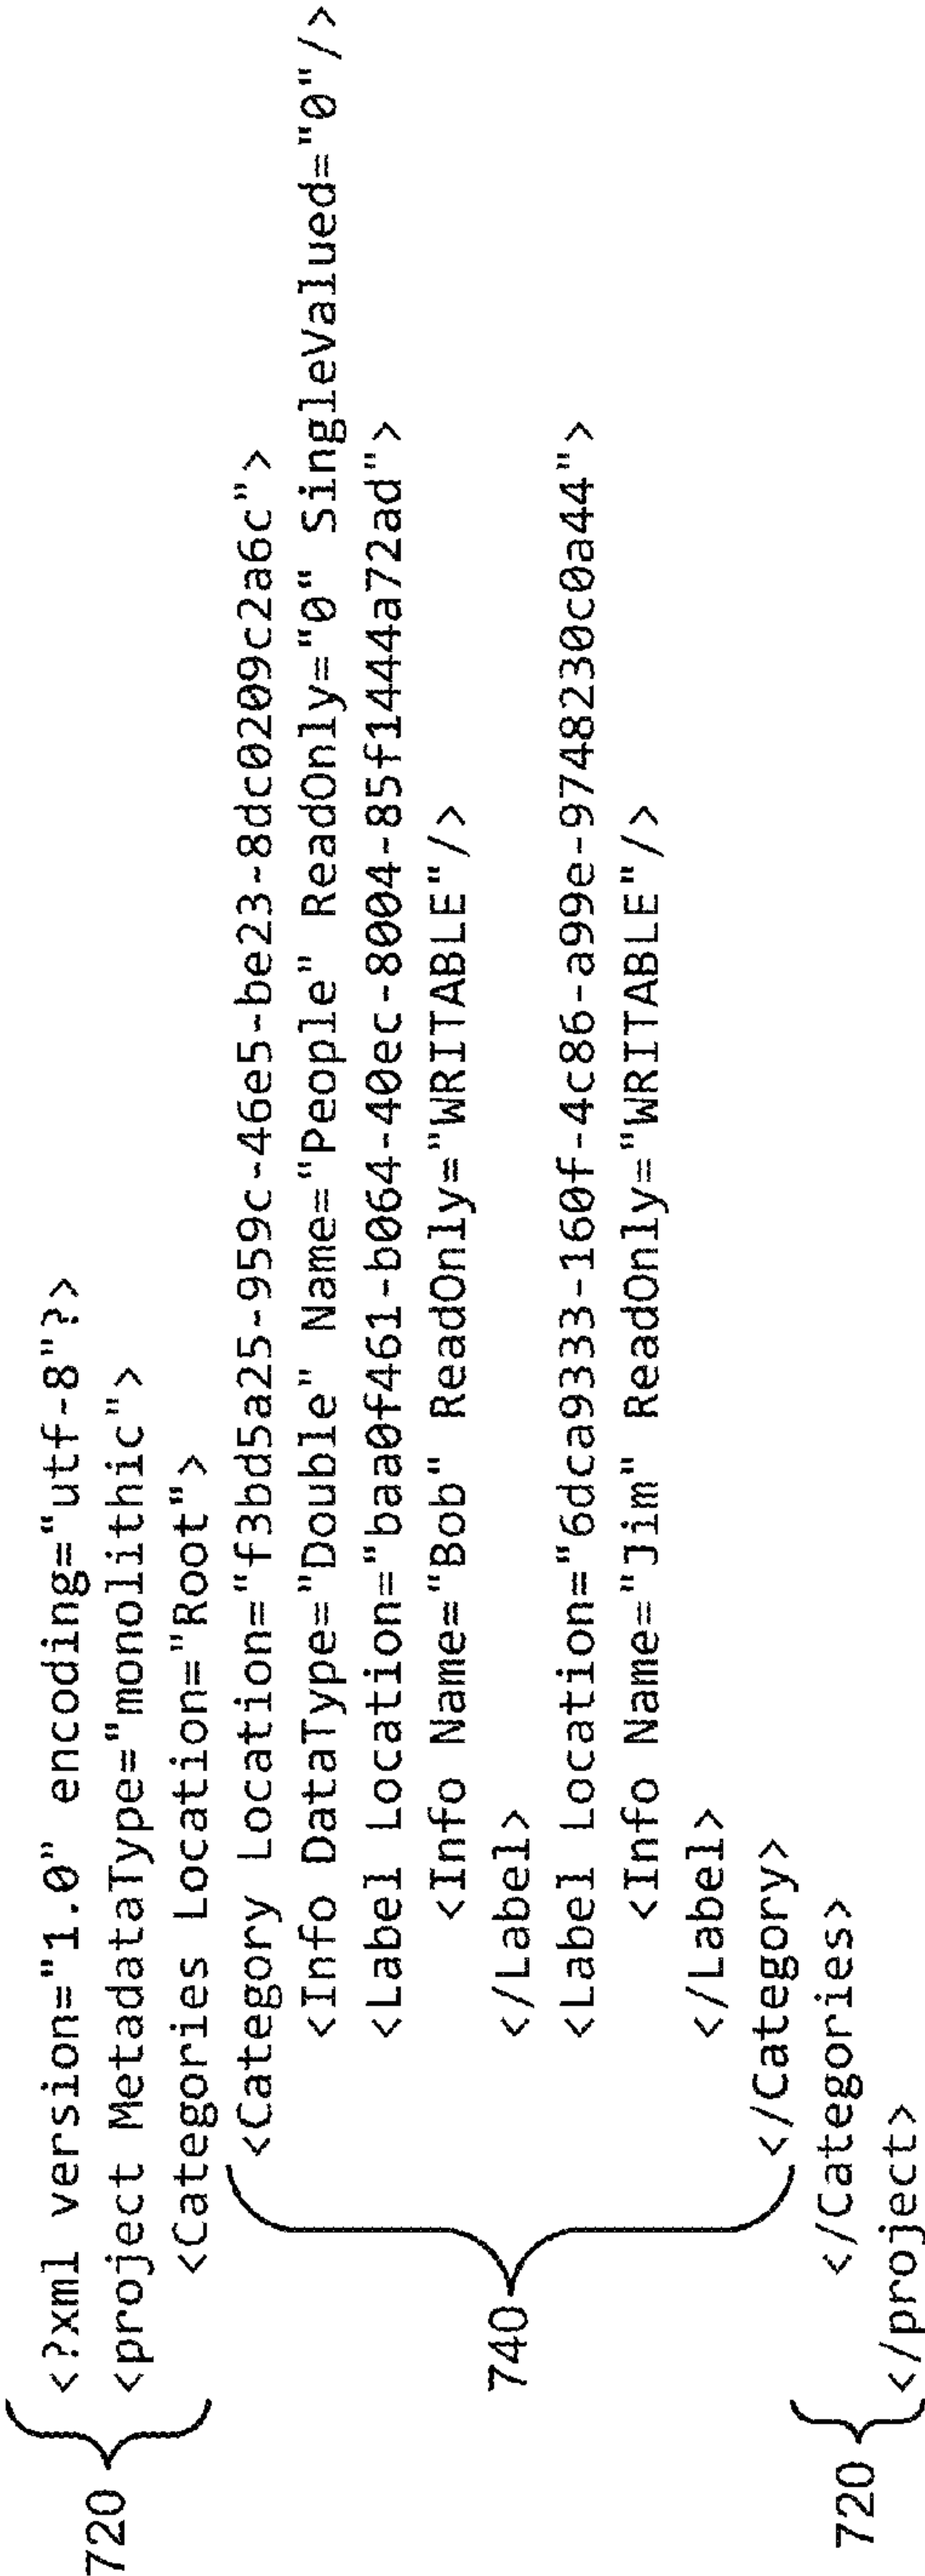 <?xml version="1.0" encoding="utf-8"?>
<project MetadataType="monolithic">
720
<Categories Location="Root">
<Category Location="f3bd5a25-959c-46e5-be23-8dc0209c2a6c">
<Info DataType="Double" Name="People" ReadOnly="0" SingleValued="0"/>
<Label Location="baa0f461-b064-40ec-8004-85f1444a72ad">
<Info Name="Bob" ReadOnly="WRITABLE"/>
740
</Label>
<Label Location="6dca9333-160f-4c86-a99e-9748230c0a44">
<Info Name="Jim" ReadOnly="WRITABLE"/>
</Label>
</Category>
</Categories>
720
</project>